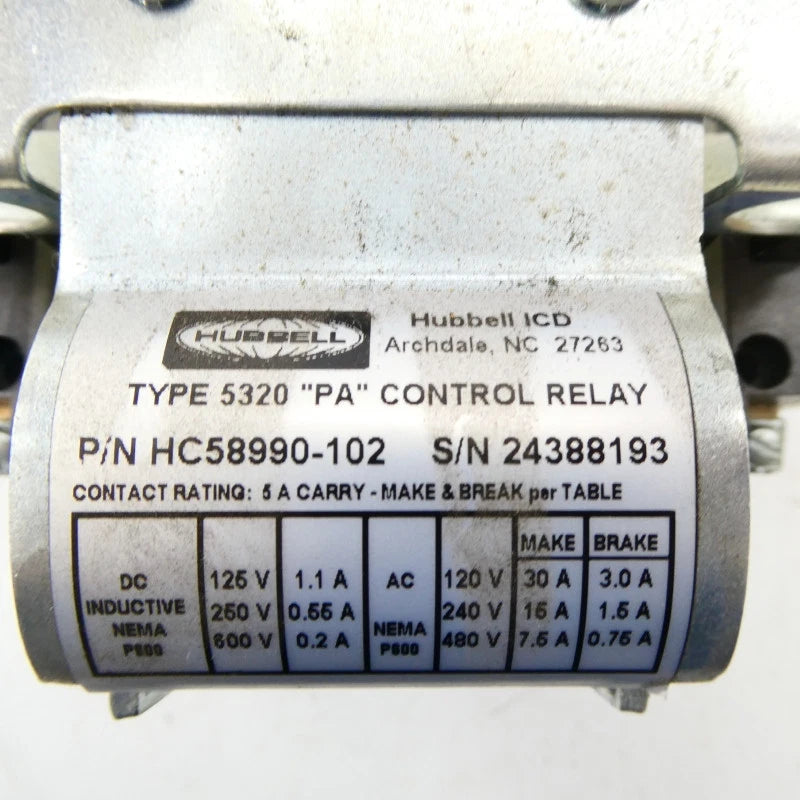 HUBBELL
Hubbell ICD
Archdale, NC 27263
TYPE 5320 "PA" CONTROL RELAY
P/N HC58990-102 S/N 24388193
CONTACT RATING: 5 A CARRY - MAKE & BREAK per TABLE
MAKE BRAKE
DC 125 V 1.1 A AC 120 V 30 A 3.0 A
INDUCTIVE 250 V 0.55 A 240 V 15 A 1.5 A
NEMA 600 V 0.2 A NEMA 480 V 7.5 A 0.75 A
P600 P600